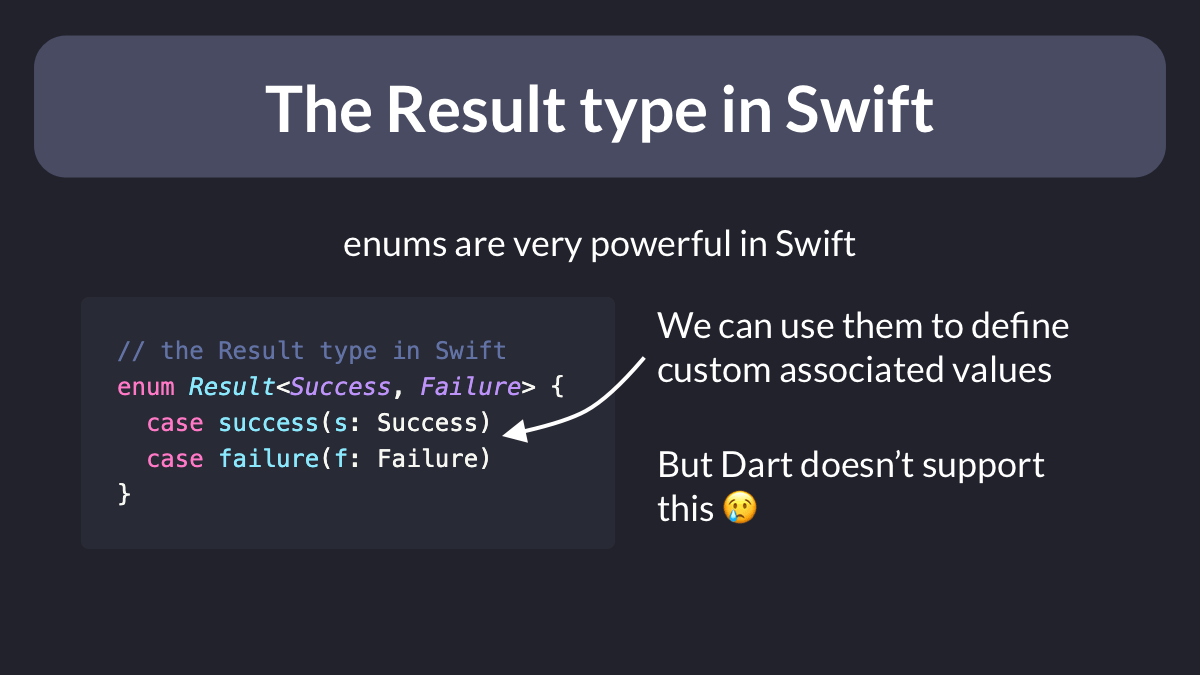 The Result type in Swift
enums are very powerful in Swift
// the Result type in Swift
enum Result<Success, Failure> {
  case success(s: Success)
  case failure(f: Failure)
}
We can use them to define
custom associated values
But Dart doesn’t support
this 😢